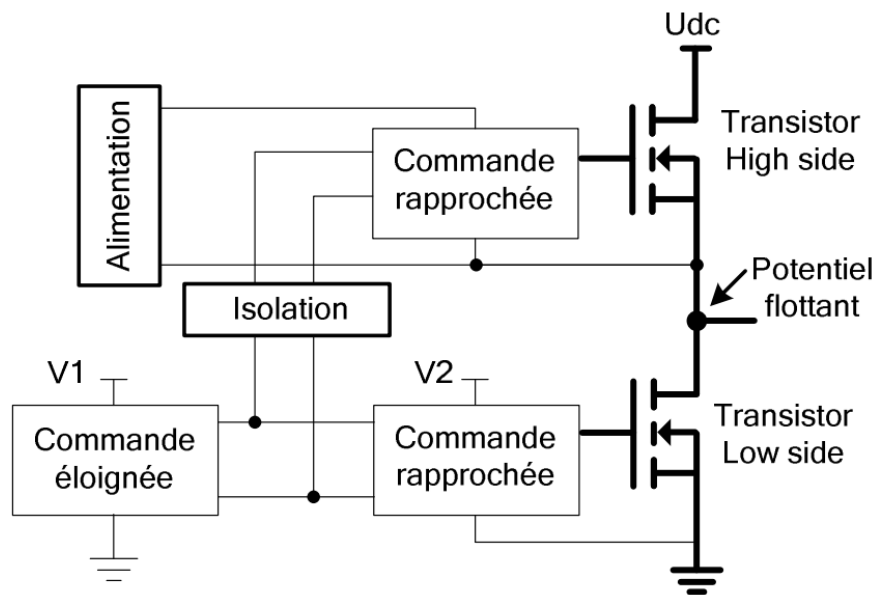 Udc
Alimentation
Commande
rapprochée
Transistor
High side
Isolation
Potentiel
flottant
V1
V2
Commande
éloignée
Commande
rapprochée
Transistor
Low side